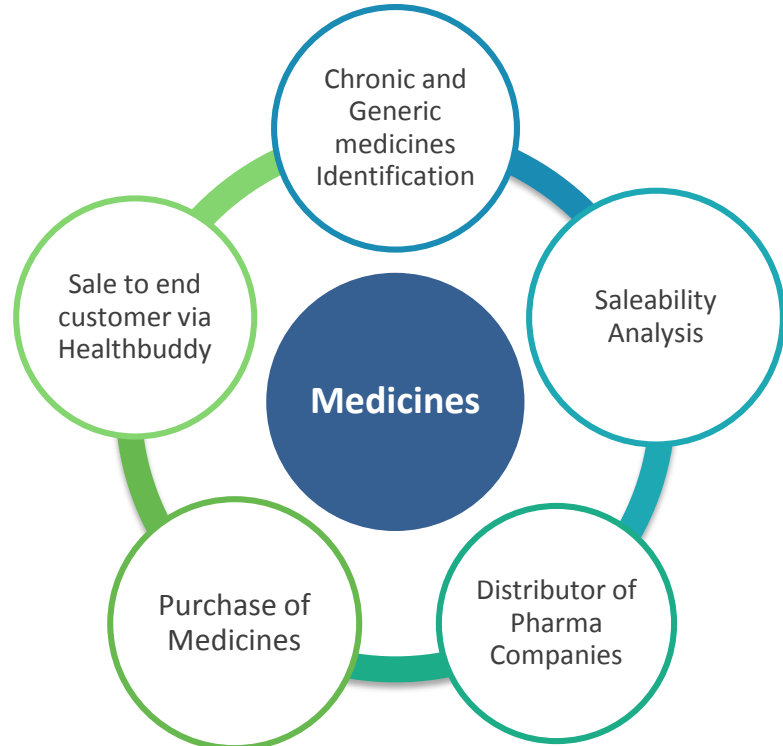 Chronic and
Generic
medicines
Identification
Saleability
Analysis
Distributor of
Pharma
Companies
Purchase of
Medicines
Sale to end
customer via
Healthbuddy
Medicines